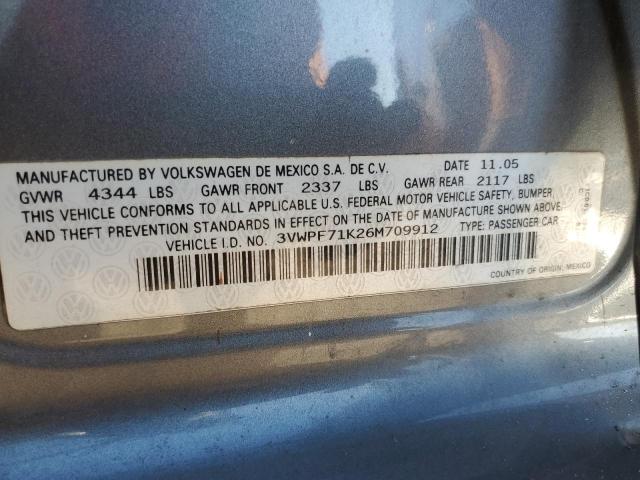 MANUFACTURED BY VOLKSWAGEN DE MEXICO S.A. DE C.V. DATE 11.05
GVWR 4344 LBS GAWR FRONT 2337 LBS GAWR REAR 2117 LBS
THIS VEHICLE CONFORMS TO ALL APPLICABLE U.S. FEDERAL MOTOR VEHICLE SAFETY, BUMPER,
AND THEFT PREVENTION STANDARDS IN EFFECT ON THE DATE OF MANUFACTURE SHOWN ABOVE.
VEHICLE I.D. NO. 3VWPF71K26M709912 TYPE: PASSENGER CAR
COUNTRY OF ORIGIN, MEXICO